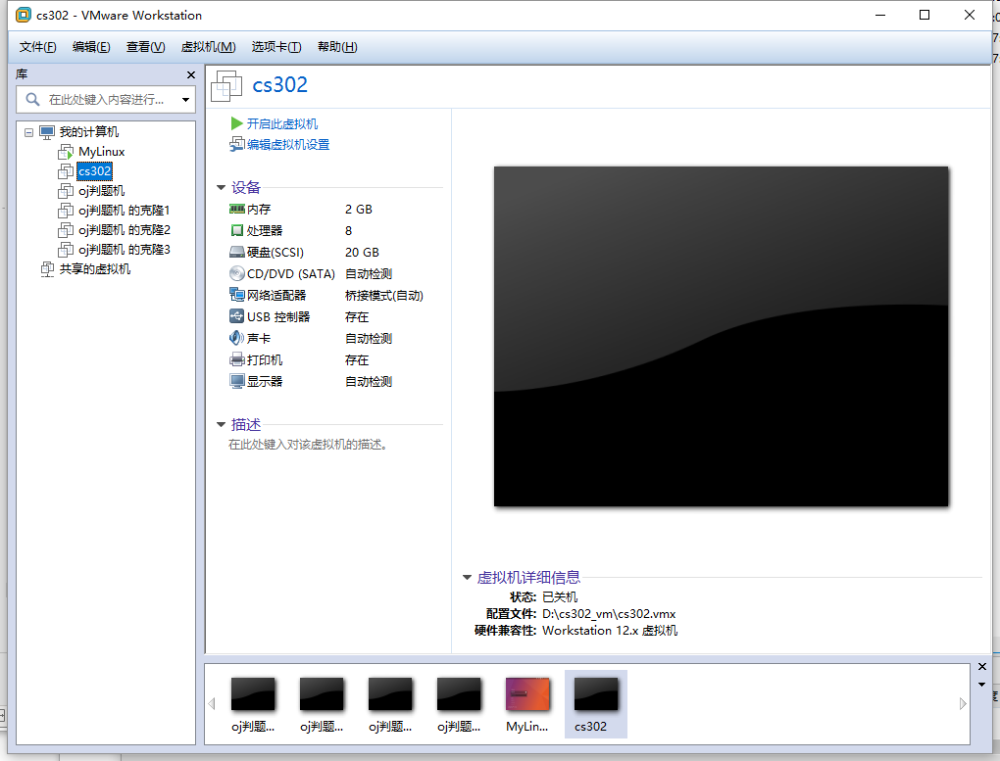 cs302 - VMware Workstation
文件(F) 编辑(E) 查看(V) 虚拟机(M) 选项卡(T) 帮助(H)
库
在此处键入内容进行...
我的计算机
MyLinux
cs302
oj判题机
oj判题机 的克隆1
oj判题机 的克隆2
oj判题机 的克隆3
共享的虚拟机
cs302
开启此虚拟机
编辑虚拟机设置
设备
内存 2 GB
处理器 8
硬盘(SCSI) 20 GB
CD/DVD (SATA) 自动检测
网络适配器 桥接模式(自动)
USB 控制器 存在
声卡 自动检测
打印机 存在
显示器 自动检测
描述
在此处键入对该虚拟机的描述。
虚拟机详细信息
状态: 已关机
配置文件: D:\cs302_vm\cs302.vmx
硬件兼容性: Workstation 12.x 虚拟机
oj判题... oj判题... oj判题... oj判题... MyLin... cs302